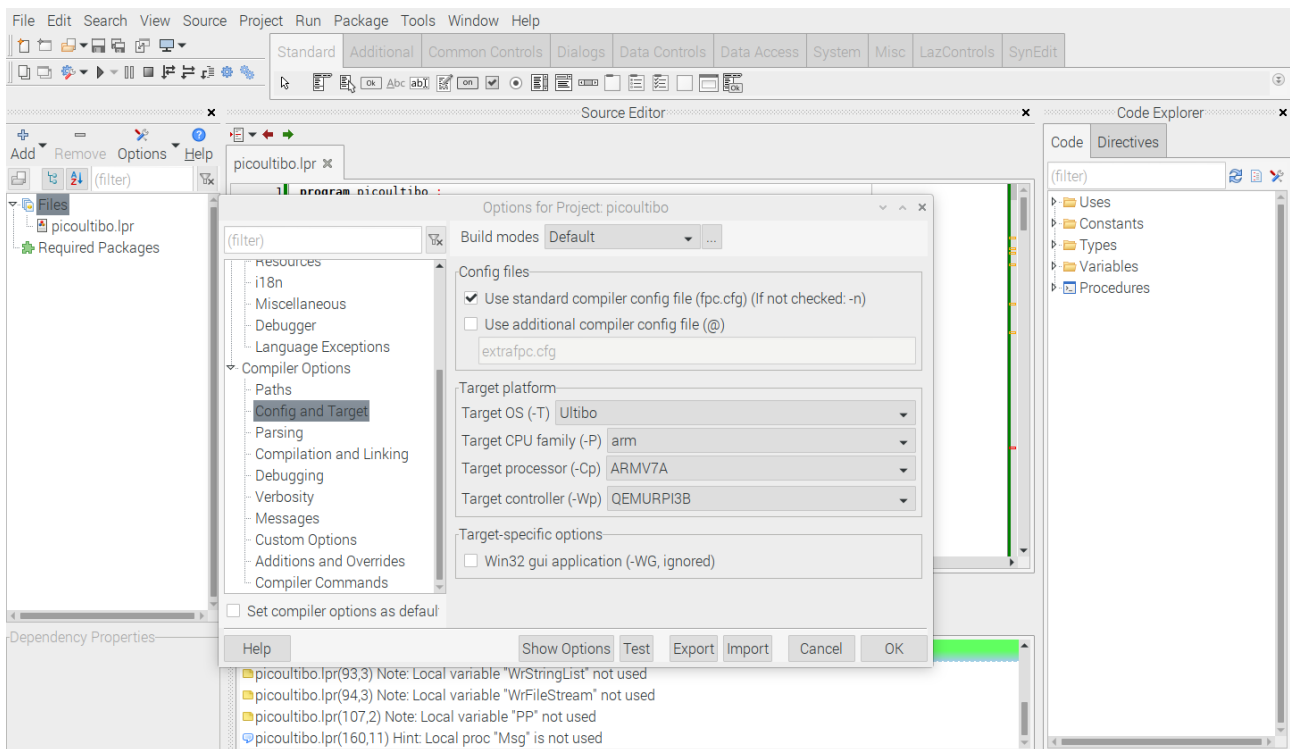 File Edit Search View Source Project Run Package Tools Window Help
Standard Additional Common Controls Dialogs Data Controls Data Access System Misc LazControls SynEdit
Ok Abc abI on Ok
Source Editor
Code Explorer
Add Remove Options Help
(filter)
picoultibo.lpr
1 program picoultibo ;
Files
picoultibo.lpr
Required Packages
Code Directives
(filter)
Uses
Constants
Types
Variables
Procedures
Options for Project: picoultibo
(filter)
Build modes Default ...
Resources
i18n
Miscellaneous
Debugger
Language Exceptions
Compiler Options
Paths
Config and Target
Parsing
Compilation and Linking
Debugging
Verbosity
Messages
Custom Options
Additions and Overrides
Compiler Commands
Set compiler options as defaul
Config files
Use standard compiler config file (fpc.cfg) (If not checked: -n)
Use additional compiler config file (@)
extrafpc.cfg
Target platform
Target OS (-T) Ultibo
Target CPU family (-P) arm
Target processor (-Cp) ARMV7A
Target controller (-Wp) QEMURPI3B
Target-specific options
Win32 gui application (-WG, ignored)
Help Show Options Test Export Import Cancel OK
Dependency Properties
picoultibo.lpr(93,3) Note: Local variable "WrStringList" not used
picoultibo.lpr(94,3) Note: Local variable "WrFileStream" not used
picoultibo.lpr(107,2) Note: Local variable "PP" not used
picoultibo.lpr(160,11) Hint: Local proc "Msg" is not used